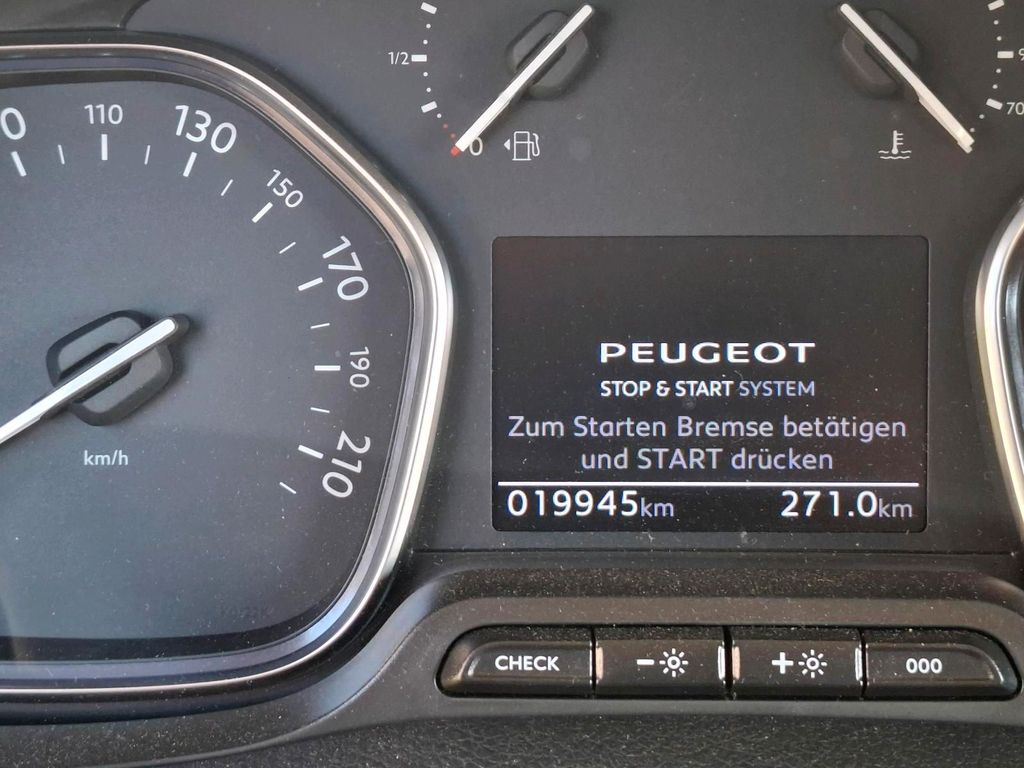 110
130
150
170
190
210
km/h
1/2
0
70
PEUGEOT
STOP & START SYSTEM
Zum Starten Bremse betätigen
und START drücken
019945km 271.0km
CHECK
-
+
000